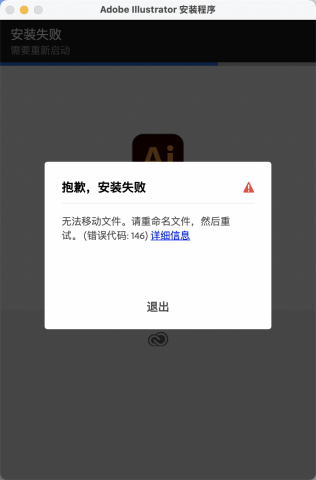 Adobe Illustrator 安装程序
安装失败
需要重新启动
Ai
抱歉，安装失败
无法移动文件。请重命名文件，然后重
试。 (错误代码: 146) 详细信息
退出